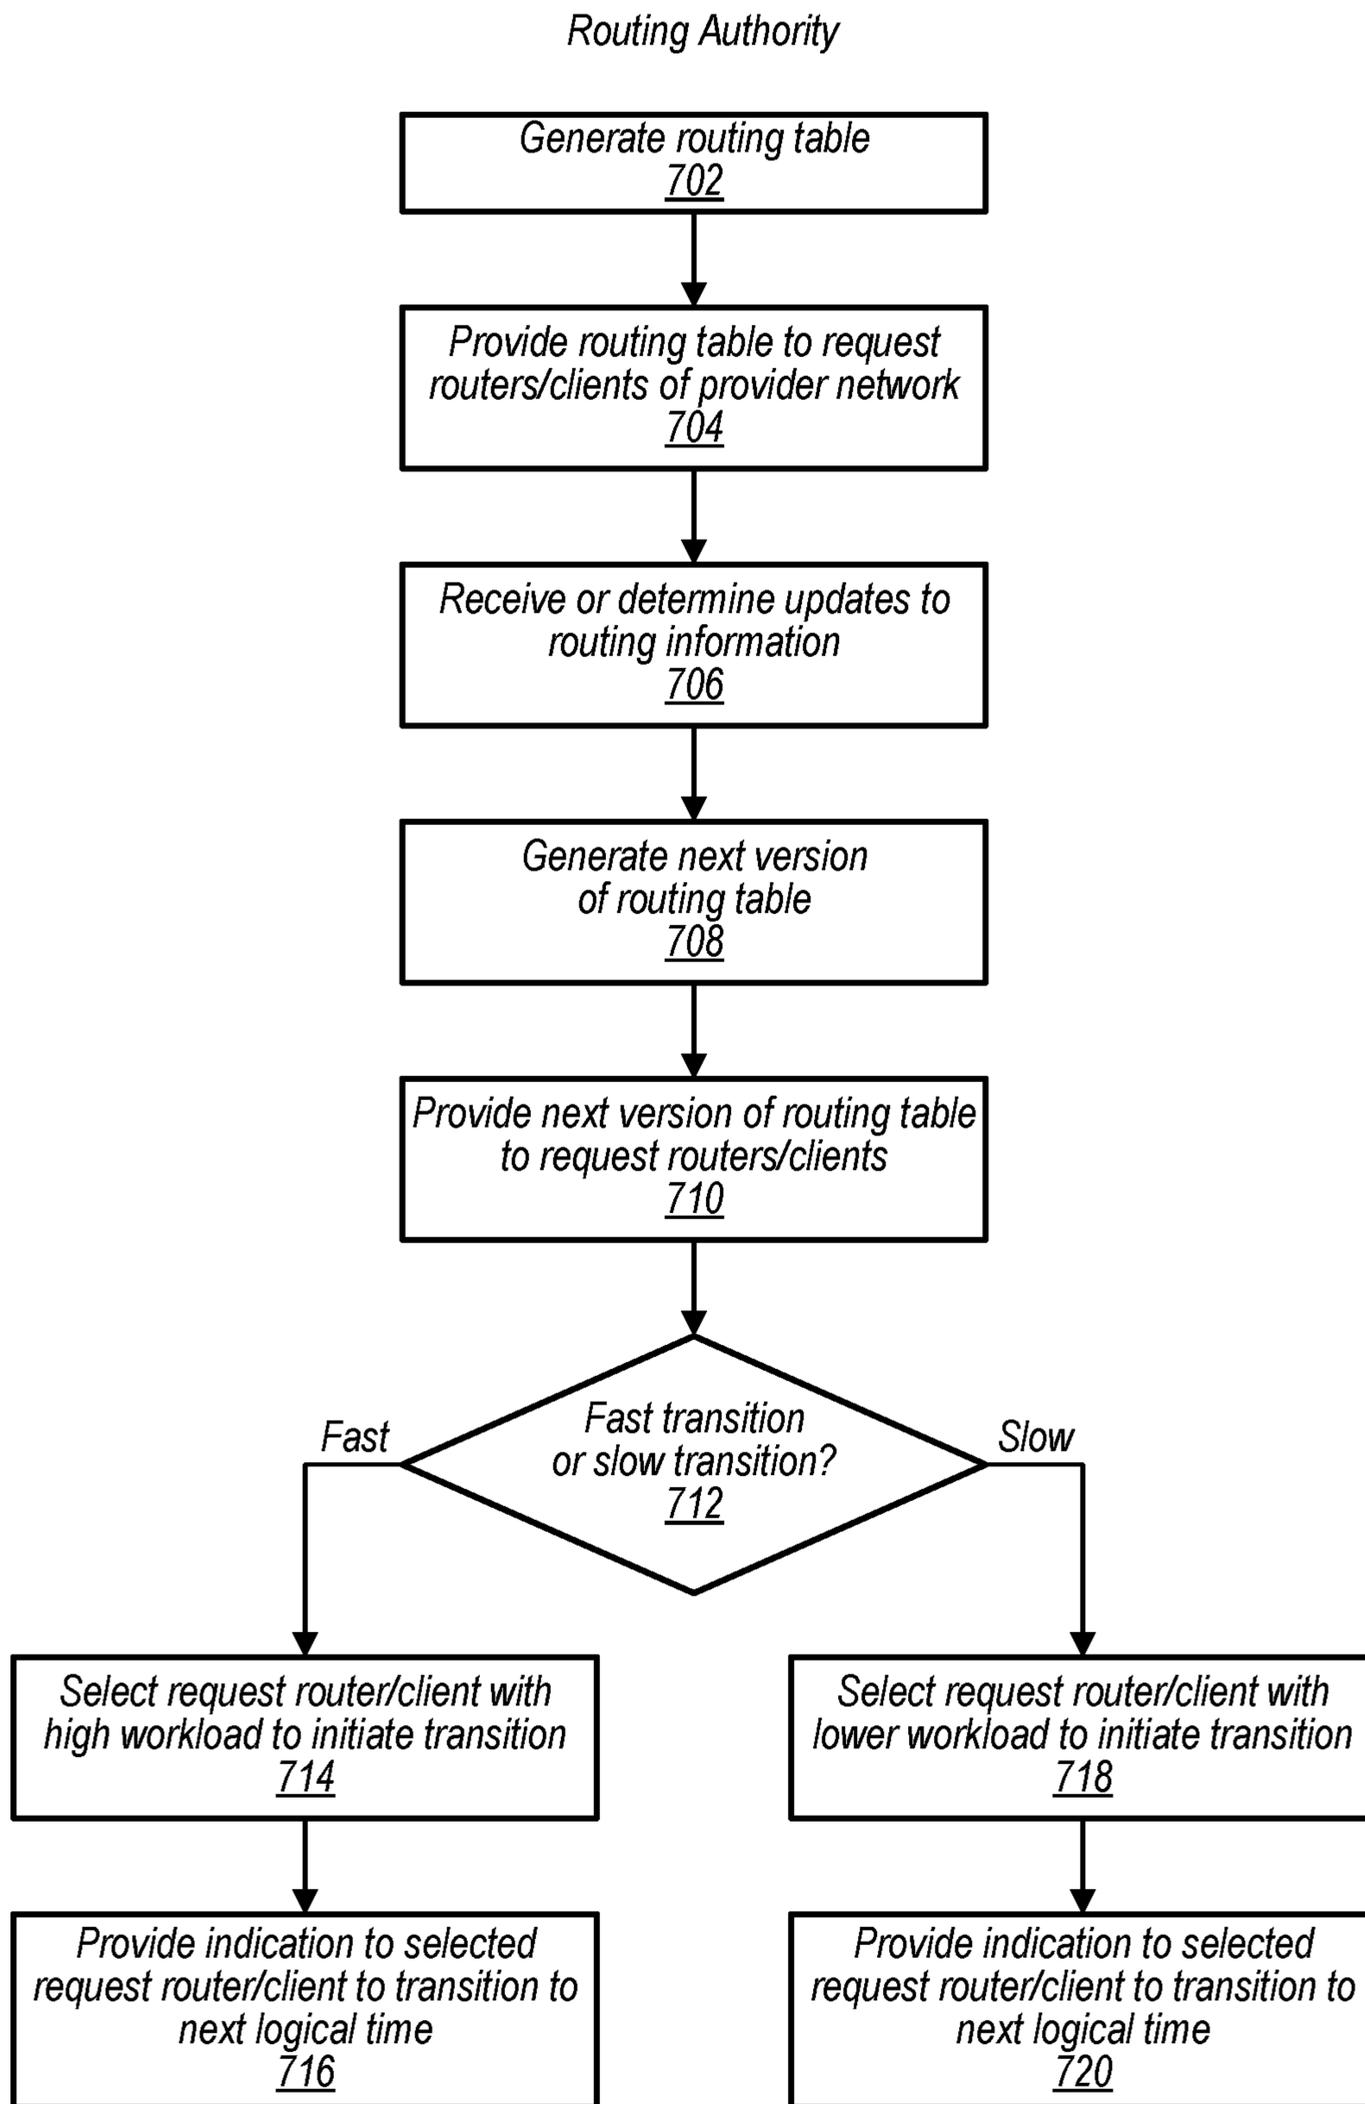 Routing Authority
Generate routing table
702
Provide routing table to request
routers/clients of provider network
704
Receive or determine updates to
routing information
706
Generate next version
of routing table
708
Provide next version of routing table
to request routers/clients
710
Fast transition
or slow transition?
712
Fast
Slow
Select request router/client with
high workload to initiate transition
714
Select request router/client with
lower workload to initiate transition
718
Provide indication to selected
request router/client to transition to
next logical time
716
Provide indication to selected
request router/client to transition to
next logical time
720